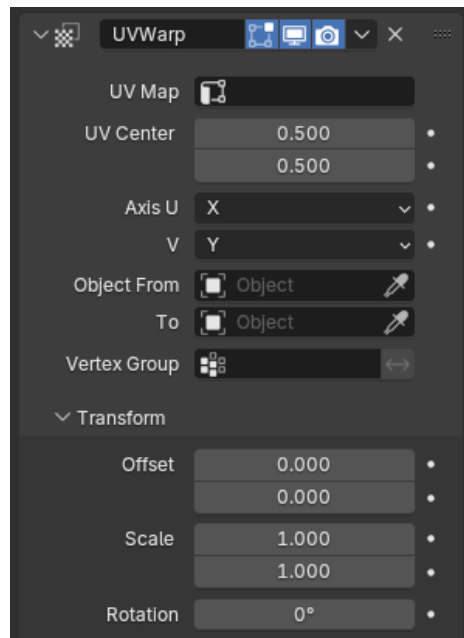 UVWarp
UV Map
UV Center 0.500
0.500
Axis U X
V Y
Object From Object
To Object
Vertex Group
Transform
Offset 0.000
0.000
Scale 1.000
1.000
Rotation 0°